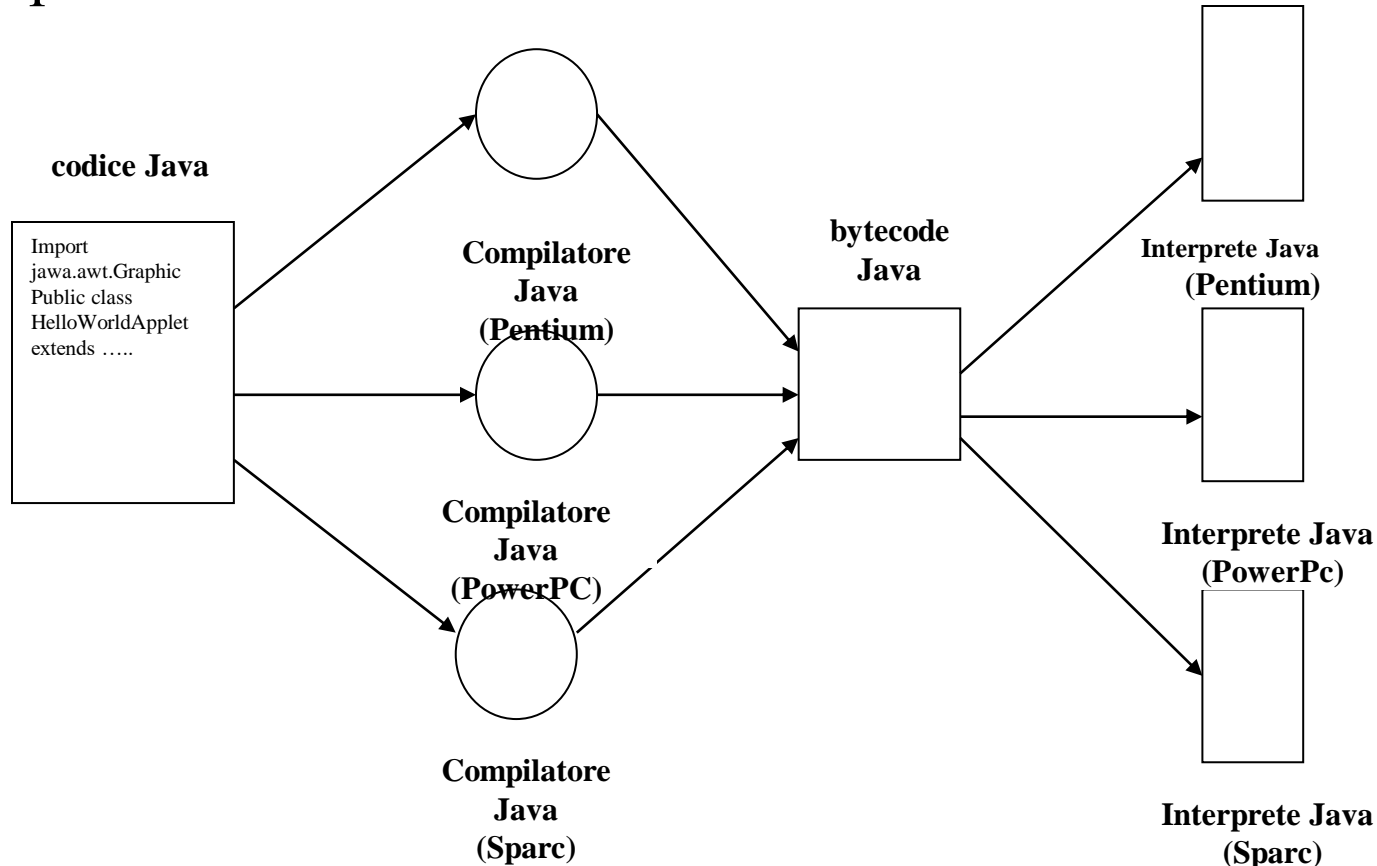 codice Java
Import
jawa.awt.Graphic
Public class
HelloWorldApplet
extends …..
Compilatore
Java
(Pentium)
Compilatore
Java
(PowerPC)
Compilatore
Java
(Sparc)
bytecode
Java
Interprete Java
(Pentium)
Interprete Java
(PowerPc)
Interprete Java
(Sparc)